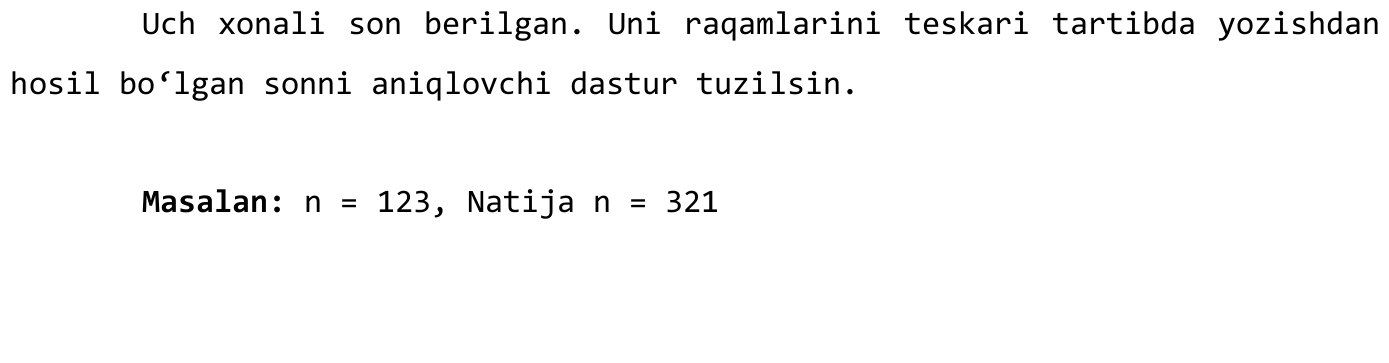 Uch xonali son berilgan. Uni raqamlarini teskari tartibda yozishdan
hosil bo‘lgan sonni aniqlovchi dastur tuzilsin.
Masalan: n = 123, Natija n = 321